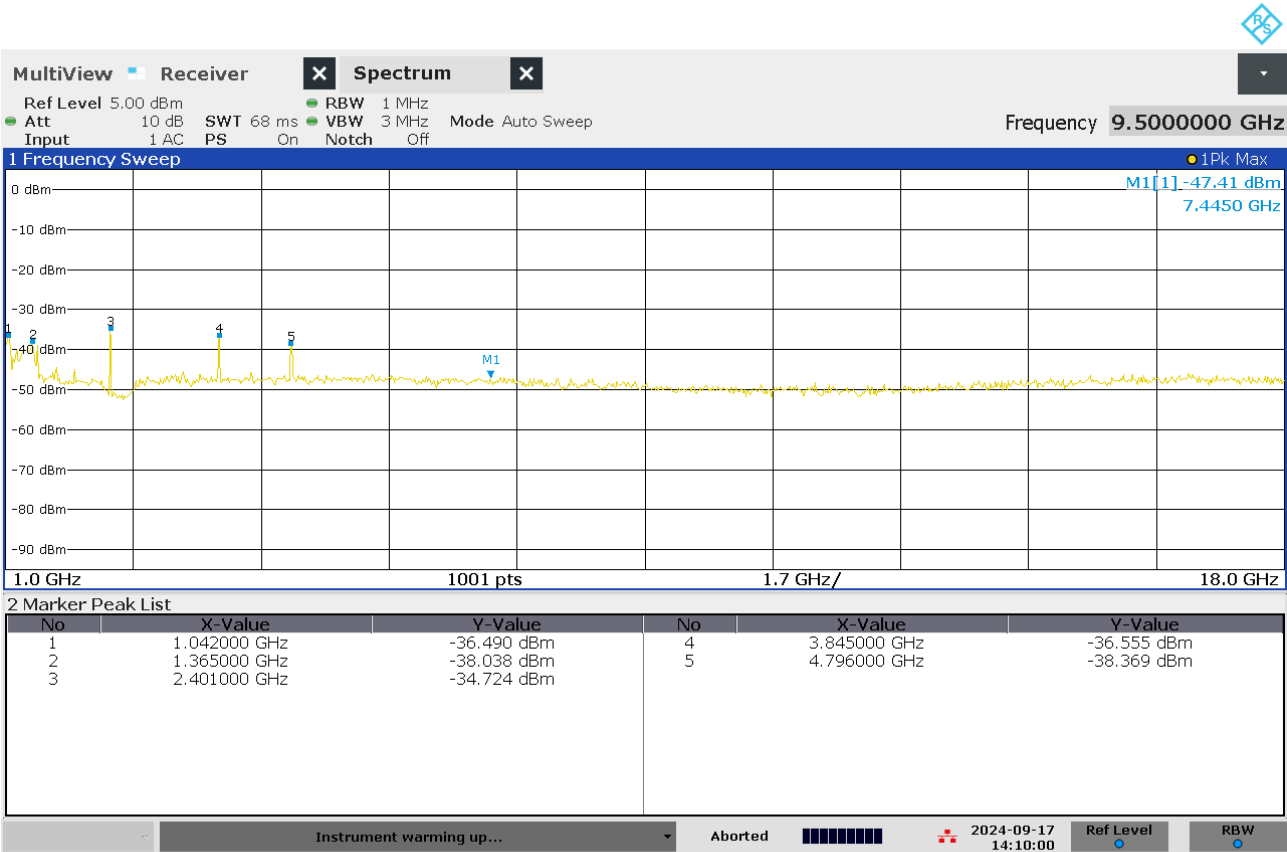 R/S
MultiView Receiver X Spectrum X
Ref Level 5.00 dBm RBW 1 MHz
Att 10 dB SWT 68 ms VBW 3 MHz Mode Auto Sweep Frequency 9.5000000 GHz
Input 1 AC PS On Notch Off
1 Frequency Sweep 1Pk Max
M1[1] -47.41 dBm
7.4450 GHz
0 dBm
-10 dBm
-20 dBm
-30 dBm
1 2 3 4 5
-40 dBm
M1
-50 dBm
-60 dBm
-70 dBm
-80 dBm
-90 dBm
1.0 GHz 1001 pts 1.7 GHz/ 18.0 GHz
2 Marker Peak List
No X-Value Y-Value No X-Value Y-Value
1 1.042000 GHz -36.490 dBm 4 3.845000 GHz -36.555 dBm
2 1.365000 GHz -38.038 dBm 5 4.796000 GHz -38.369 dBm
3 2.401000 GHz -34.724 dBm
Instrument warming up... Aborted 2024-09-17 Ref Level RBW
14:10:00